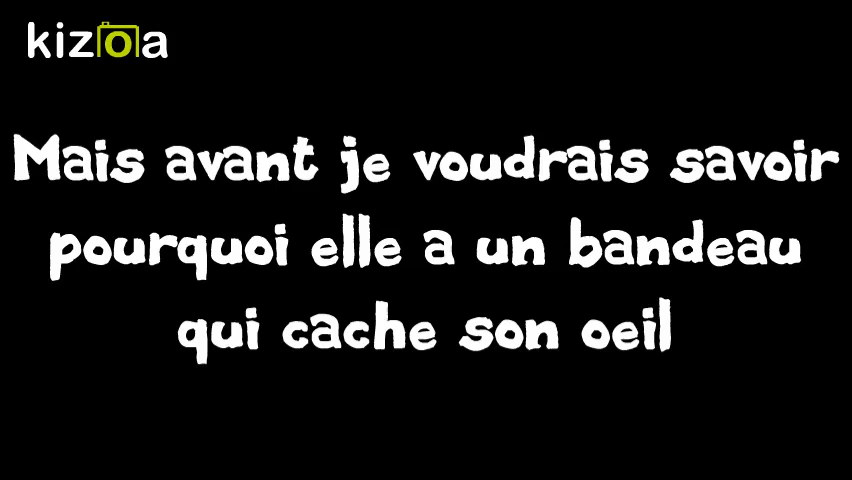 kizoa
Mais avant je voudrais savoir
pourquoi elle a un bandeau
qui cache son oeil